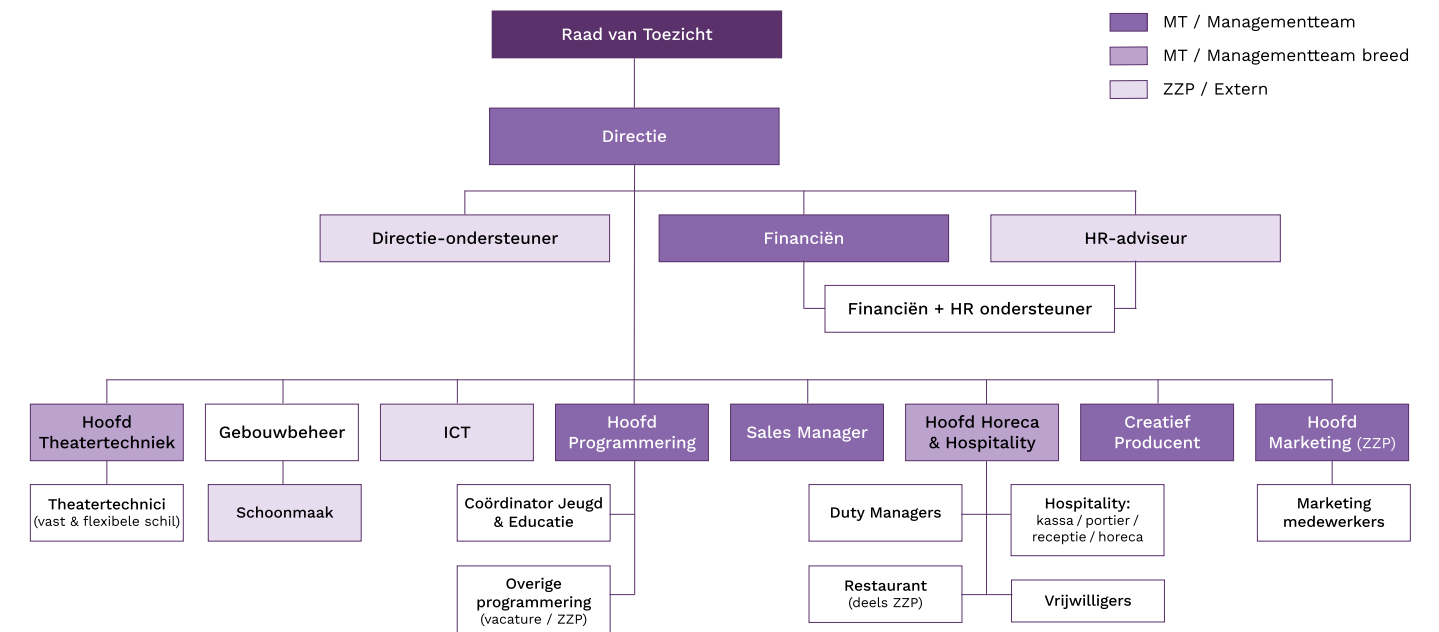 Raad van Toezicht
MT / Managementteam
MT / Managementteam breed
ZZP / Extern
Directie
Directie-ondersteuner
Financiën
HR-adviseur
Financiën + HR ondersteuner
Hoofd
Theatertechniek
Gebouwbeheer
ICT
Hoofd
Programmering
Sales Manager
Hoofd Horeca
& Hospitality
Creatief
Producent
Hoofd
Marketing (ZZP)
Theatertechnici
(vast & flexibele schil)
Schoonmaak
Coördinator Jeugd
& Educatie
Duty Managers
Hospitality:
kassa / portier /
receptie / horeca
Marketing
medewerkers
Overige
programmering
(vacature / ZZP)
Restaurant
(deels ZZP)
Vrijwilligers